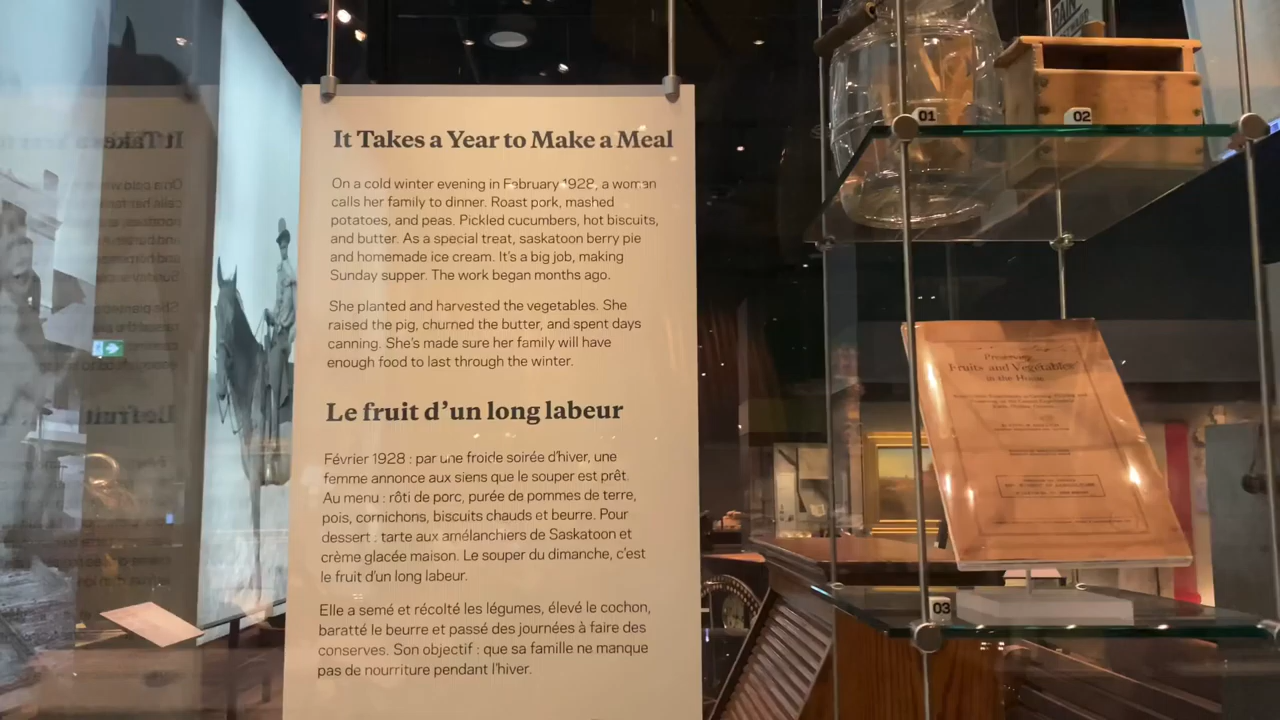 It Takes a Year to Make a Meal
On a cold winter evening in February 1928, a woman
calls her family to dinner. Roast pork, mashed
potatoes, and peas. Pickled cucumbers, hot biscuits,
and butter. As a special treat, saskatoon berry pie
and homemade ice cream. It's a big job, making
Sunday supper. The work began months ago.
She planted and harvested the vegetables. She
raised the pig, churned the butter, and spent days
canning. She's made sure her family will have
enough food to last through the winter.
Le fruit d'un long labeur
Février 1928 : par une froide soirée d'hiver, une
femme annonce aux siens que le souper est prêt.
Au menu : rôti de porc, purée de pommes de terre,
pois, cornichons, biscuits chauds et beurre. Pour
dessert : tarte aux amélanchiers de Saskatoon et
crème glacée maison. Le souper du dimanche, c'est
le fruit d'un long labeur.
Elle a semé et récolté les légumes, élevé le cochon,
baratté le beurre et passé des journées à faire des
conserves. Son objectif : que sa famille ne manque
pas de nourriture pendant l'hiver.
01
02
Fruits and Vegetables
in the Home
03